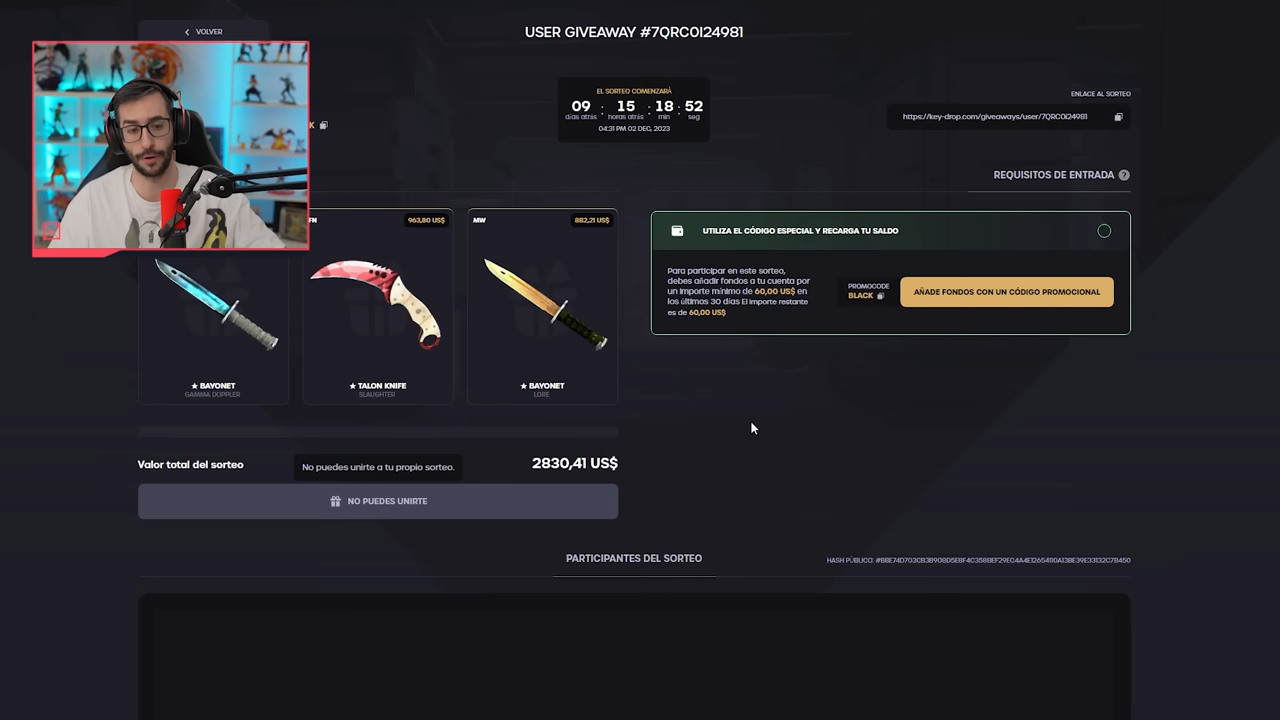 VOLVER
USER GIVEAWAY #7QRC0I24981
EL SORTEO COMENZARÁ
09 : 15 : 18 : 52
días atrás horas atrás min seg
04:31 PM 02 DEC, 2023
ENLACE AL SORTEO
https://key-drop.com/giveaways/user/7QRC0I24981
K
REQUISITOS DE ENTRADA ?
FN 963,80 US$
MW 882,21 US$
UTILIZA EL CÓDIGO ESPECIAL Y RECARGA TU SALDO
Para participar en este sorteo,
debes añadir fondos a tu cuenta por
un importe mínimo de 60,00 US$ en
los últimos 30 días El importe restante
es de 60,00 US$
PROMOCODE
BLACK
AÑADE FONDOS CON UN CÓDIGO PROMOCIONAL
★ BAYONET
GAMMA DOPPLER
★ TALON KNIFE
SLAUGHTER
★ BAYONET
LORE
Valor total del sorteo
No puedes unirte a tu propio sorteo.
2830,41 US$
NO PUEDES UNIRTE
PARTICIPANTES DEL SORTEO
HASH PÚBLICO: